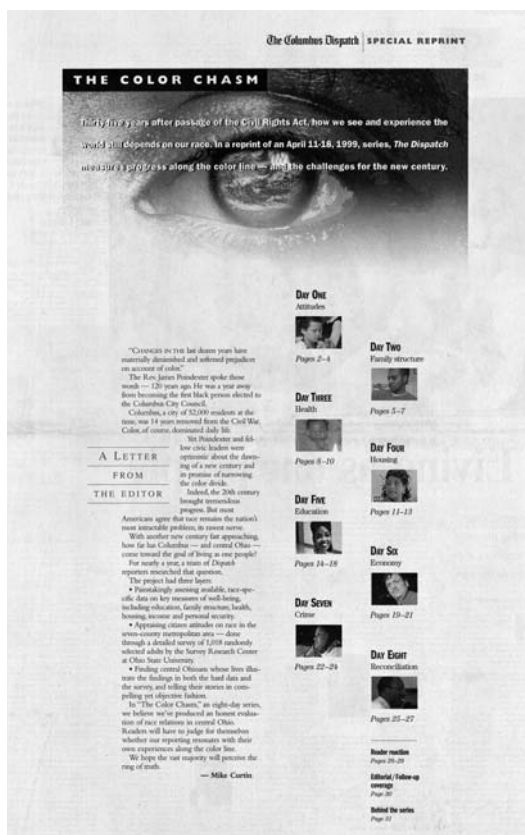 The Columbus Dispatch SPECIAL REPRINT
THE COLOR CHASM
Thirty-five years after passage of the Civil Rights Act, how we see and experience the
world still depends on our race. In a reprint of an April 11-18, 1999, series, The Dispatch
measures progress along the color line — and the challenges for the new century.
"CHANGES IN THE last dozen years have
materially diminished and softened prejudices
on account of color."
The Rev. James Poindexter spoke those
words — 120 years ago. He was a year away
from becoming the first black person elected to
the Columbus City Council.
Columbus, a city of 52,000 residents at the
time, was 14 years removed from the Civil War.
Color, of course, dominated daily life.
Yet Poindexter and fel-
low civic leaders were
optimistic about the dawn-
ing of a new century and
its promise of narrowing
the color divide.
Indeed, the 20th century
brought tremendous
progress. But most
Americans agree that race remains the nation's
most intractable problem, its rawest nerve.
With another new century fast approaching,
how far has Columbus — and central Ohio —
come toward the goal of living as one people?
For nearly a year, a team of Dispatch
reporters researched that question.
The project had three layers:
• Painstakingly assessing available, race-spe-
cific data on key measures of well-being,
including education, family structure, health,
housing, income and personal security.
• Appraising citizen attitudes on race in the
seven-county metropolitan area — done
through a detailed survey of 1,018 randomly
selected adults by the Survey Research Center
at Ohio State University.
• Finding central Ohioans whose lives illus-
trate the findings in both the hard data and
the survey, and telling their stories in com-
pelling yet objective fashion.
In "The Color Chasm," an eight-day series,
we believe we've produced an honest evalua-
tion of race relations in central Ohio.
Readers will have to judge for themselves
whether our reporting resonates with their
own experiences along the color line.
We hope the vast majority will perceive the
ring of truth.
— Mike Curtin
A LETTER
FROM
THE EDITOR
DAY ONE
Attitudes
Pages 2–4
DAY TWO
Family structure
Pages 5–7
DAY THREE
Health
Pages 8–10
DAY FOUR
Housing
Pages 11–13
DAY FIVE
Education
Pages 14–18
DAY SIX
Economy
Pages 19–21
DAY SEVEN
Crime
Pages 22–24
DAY EIGHT
Reconciliation
Pages 25–27
Reader reaction
Pages 28-29
Editorial/Follow-up
coverage
Page 30
Behind the series
Page 31